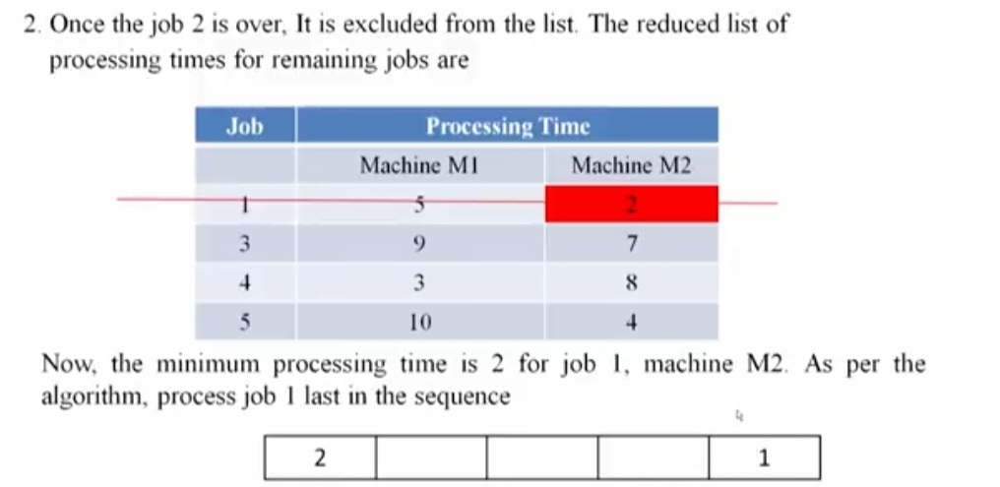 2. Once the job 2 is over, It is excluded from the list. The reduced list of
processing times for remaining jobs are
Job Processing Time
Machine M1 Machine M2
1 5 2
3 9 7
4 3 8
5 10 4
Now, the minimum processing time is 2 for job 1, machine M2. As per the
algorithm, process job 1 last in the sequence
2 1